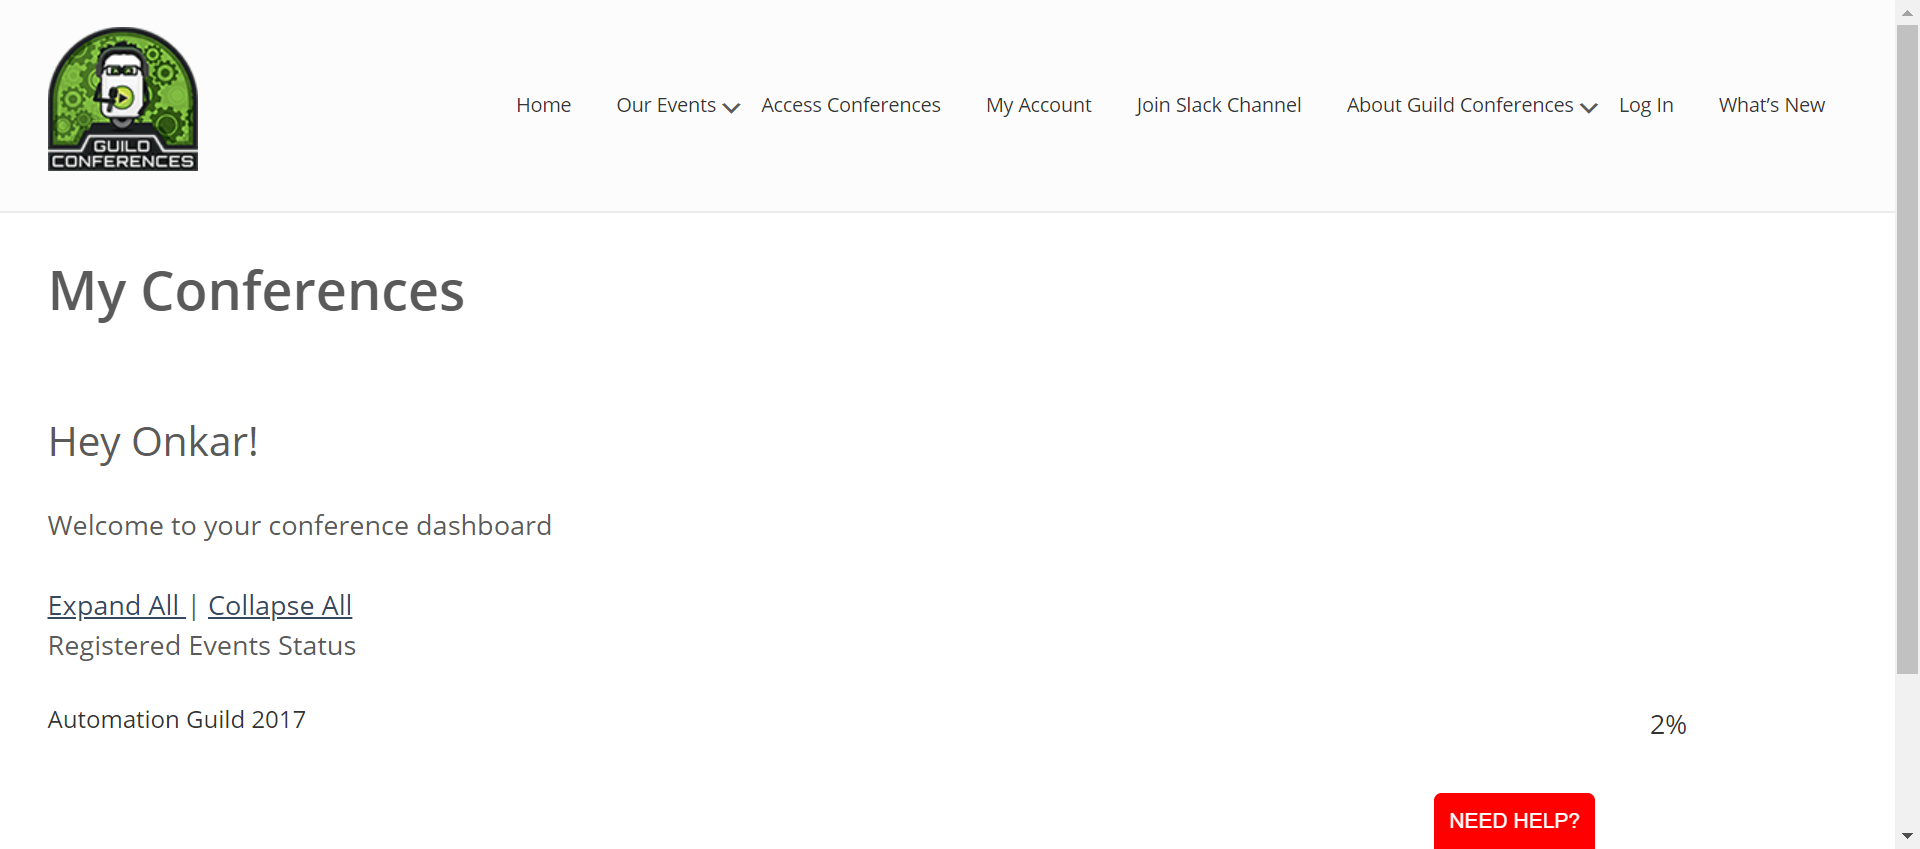 GUILD
CONFERENCES
Home Our Events Access Conferences My Account Join Slack Channel About Guild Conferences Log In What’s New
My Conferences
Hey Onkar!
Welcome to your conference dashboard
Expand All | Collapse All
Registered Events Status
Automation Guild 2017 2%
NEED HELP?